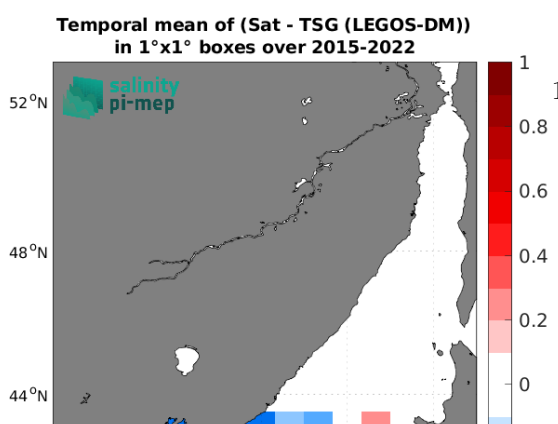 Temporal mean of (Sat - TSG (LEGOS-DM))
in 1°x1° boxes over 2015-2022
salinity
pi-mep
52°N
48°N
44°N
1
0.8
0.6
0.4
0.2
0